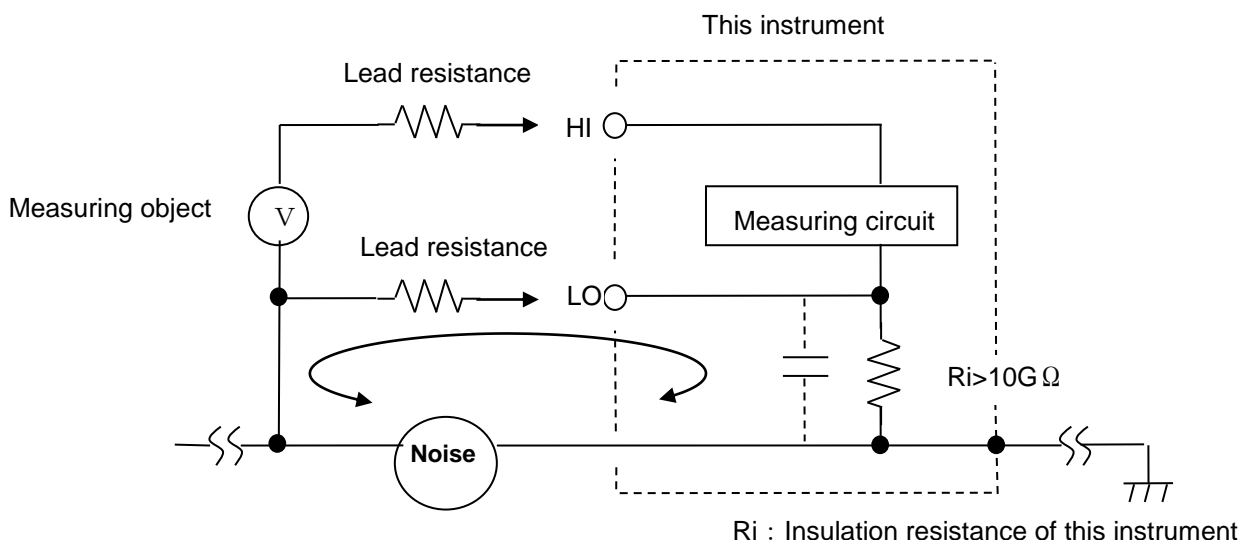 This instrument
Lead resistance
HI
Measuring object
V
Measuring circuit
Lead resistance
LO
Ri>10GΩ
Noise
Ri : Insulation resistance of this instrument